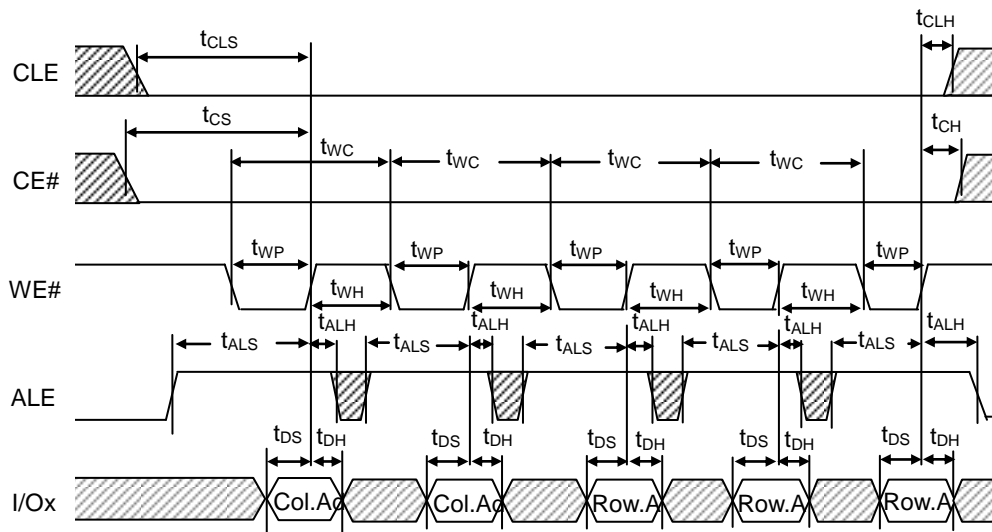 tCLS tCLH
CLE
tCS tCH
tWC tWC tWC tWC
CE#
tWP tWP tWP tWP tWP
WE#
tWH tWH tWH tWH
tALH tALH tALH tALH tALH
tALS tALS tALS tALS tALS
ALE
tDS tDH tDS tDH tDS tDH tDS tDH tDS tDH
I/Ox Col.Ad Col.Ad Row.A Row.A Row.A